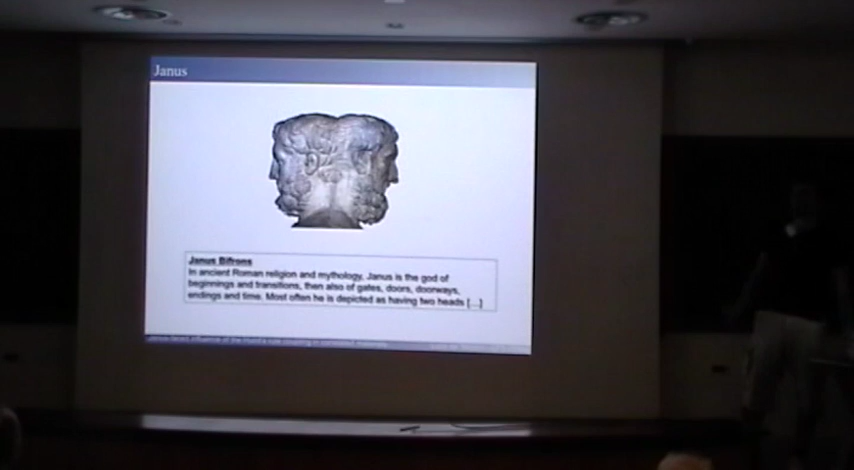 Janus
Janus Bifrons
In ancient Roman religion and mythology, Janus is the god of
beginnings and transitions, then also of gates, doors, doorways,
endings and time. Most often he is depicted as having two heads [...]